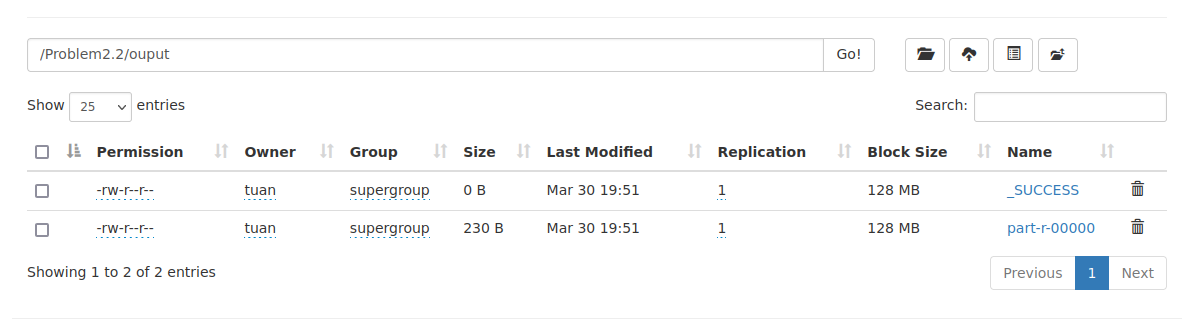 /Problem2.2/ouput Go!
Show 25 entries Search:
Permission Owner Group Size Last Modified Replication Block Size Name
-rw-r--r-- tuan supergroup 0 B Mar 30 19:51 1 128 MB _SUCCESS
-rw-r--r-- tuan supergroup 230 B Mar 30 19:51 1 128 MB part-r-00000
Showing 1 to 2 of 2 entries Previous 1 Next